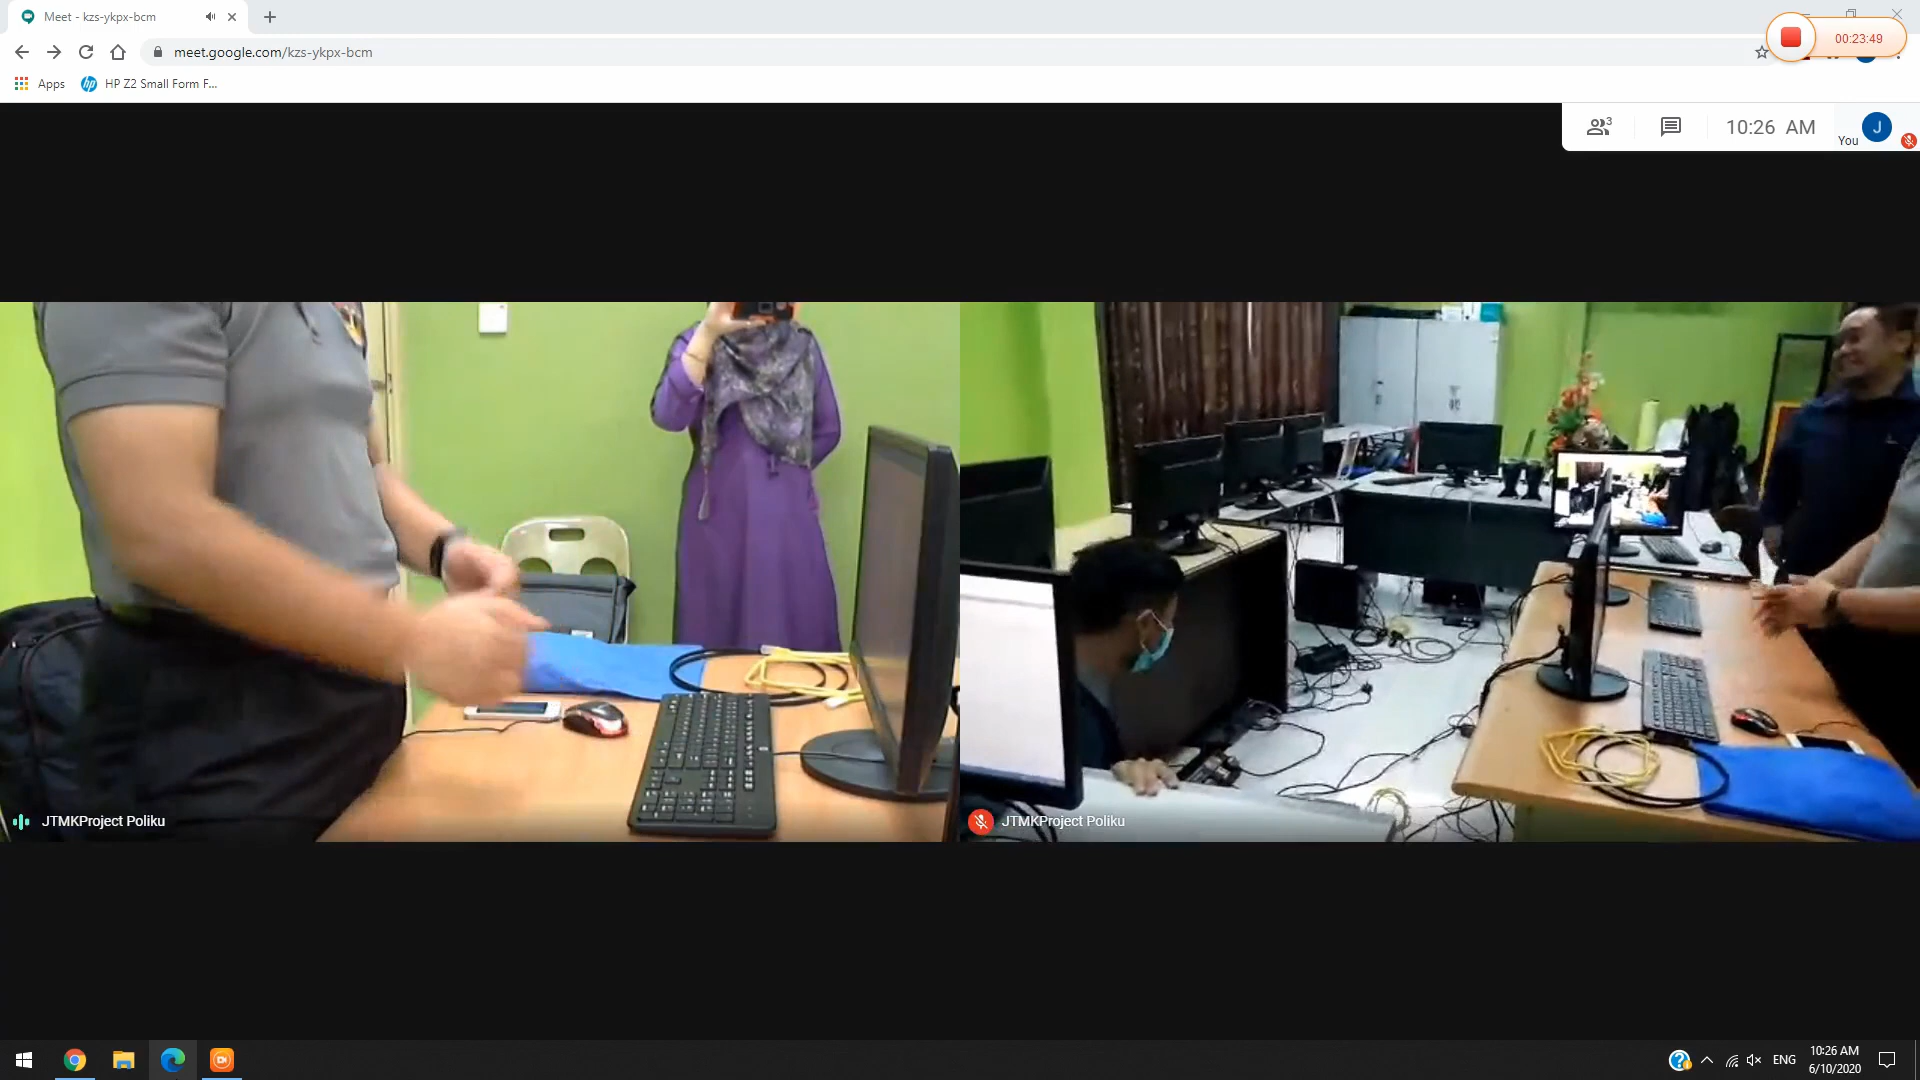 Meet - kzs-ykpx-bcm
00:23:49
meet.google.com/kzs-ykpx-bcm
Apps
hp
HP Z2 Small Form F...
3
10:26 AM
You
J
JTMKProject Poliku
JTMKProject Poliku
ENG
10:26 AM
6/10/2020